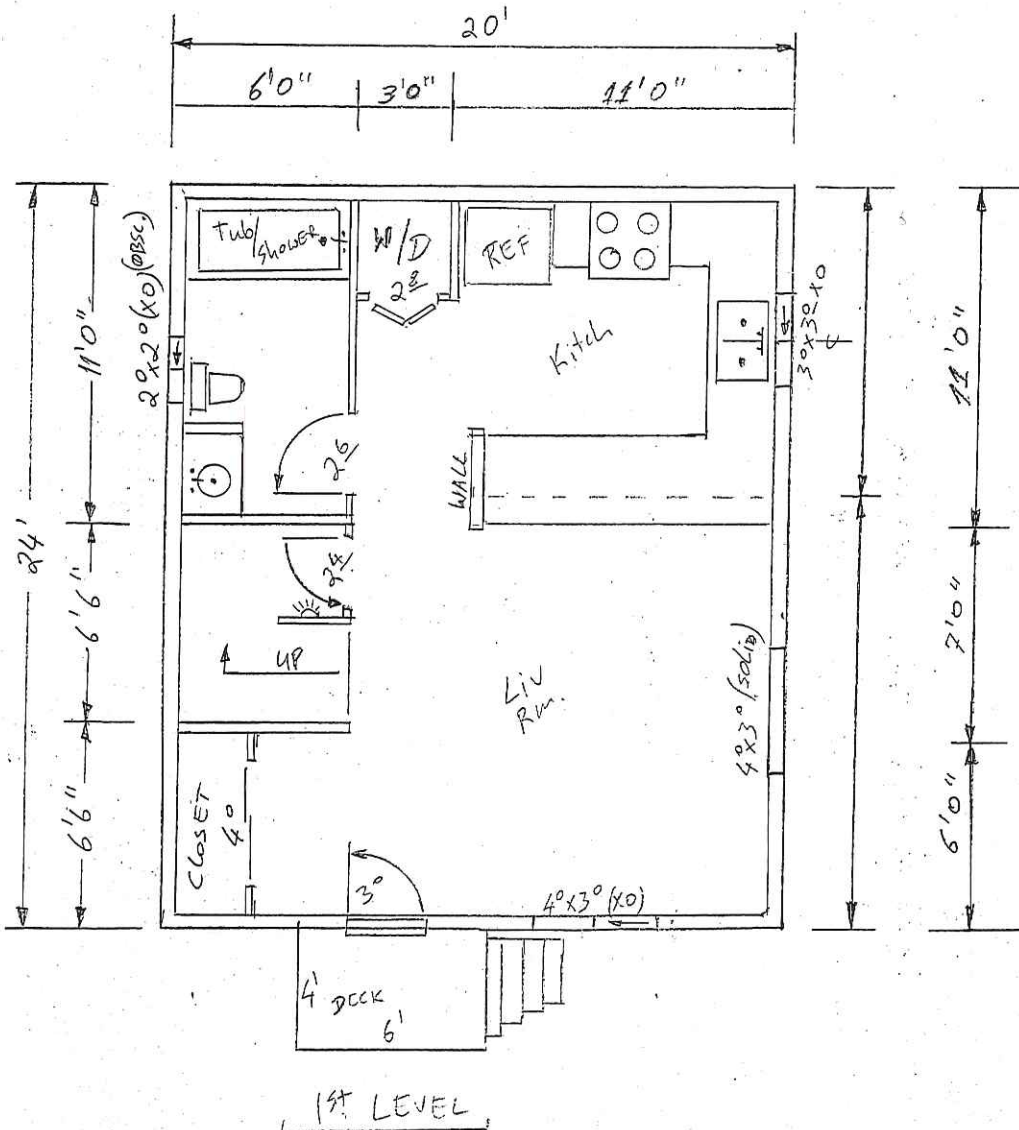 20'
6'0"
3'0"
11'0"
Tub/
SHOWER
W/D
2⁸
REF
Kitch
2⁰x2⁰(XO)(OBSC.)
3⁰x3⁰ XO
℄
24'
11'0"
6'6"
6'6"
11'0"
7'0"
6'0"
2⁶
WALL
2⁴
UP
LIV
RM.
4⁰x3⁰ (SOLID)
CLOSET
4⁰
3⁰
4⁰x3⁰ (XO)
4'
DECK
6'
1ST LEVEL